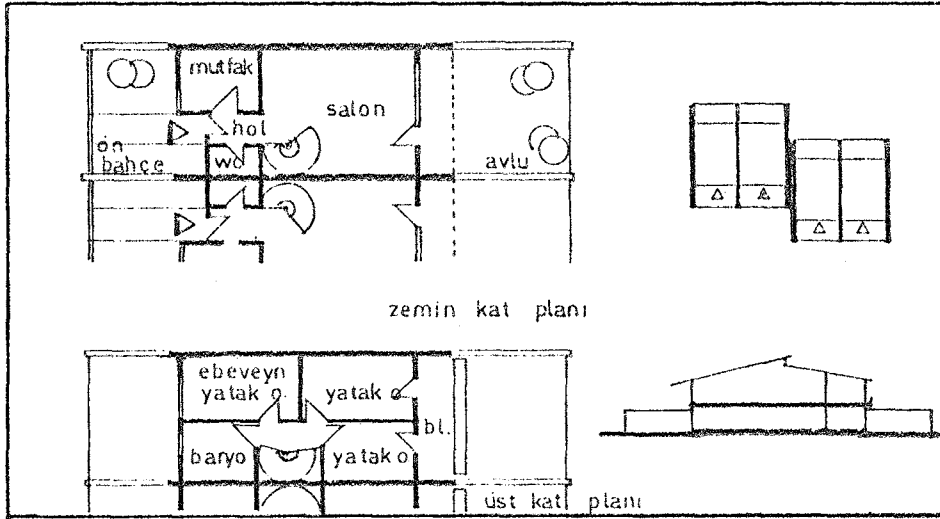 mutfak
salon
hol
ön
bahçe
wc
avlu
zemin kat planı
ebeveyn
yatak o
yatak o
bl.
banyo
yatak o
üst kat planı